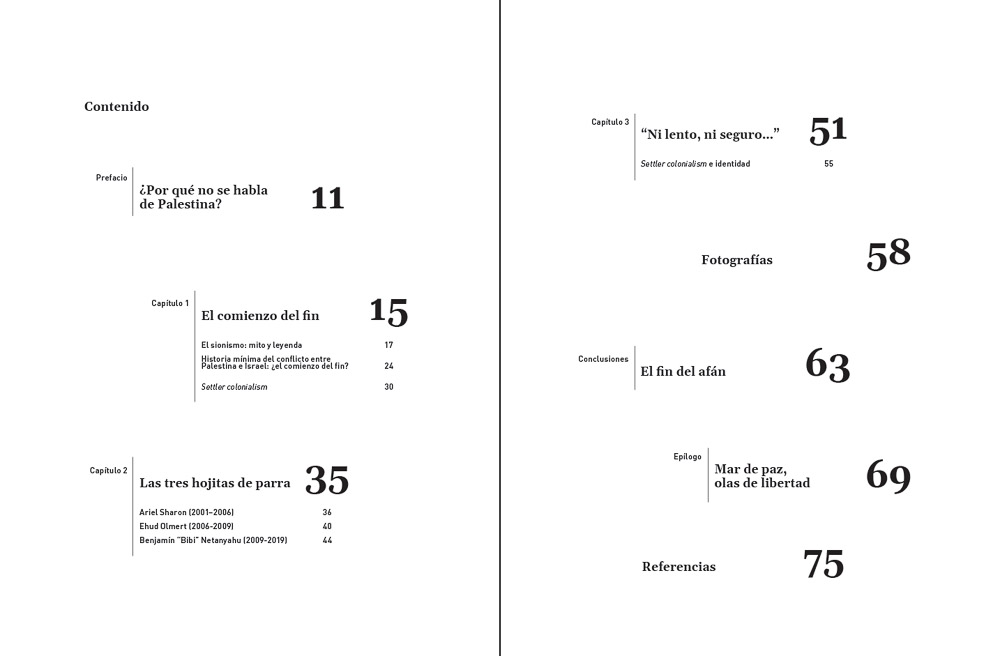 Contenido
Prefacio
¿Por qué no se habla
de Palestina?
11
Capítulo 1
El comienzo del fin
15
El sionismo: mito y leyenda 17
Historia mínima del conflicto entre
Palestina e Israel: ¿el comienzo del fin? 24
Settler colonialism 30
Capítulo 2
Las tres hojitas de parra
35
Ariel Sharon (2001–2006) 36
Ehud Olmert (2006-2009) 40
Benjamín “Bibi” Netanyahu (2009-2019) 44
Capítulo 3
“Ni lento, ni seguro...”
51
Settler colonialism e identidad 55
Fotografías
58
Conclusiones
El fin del afán
63
Epílogo
Mar de paz,
olas de libertad
69
Referencias
75